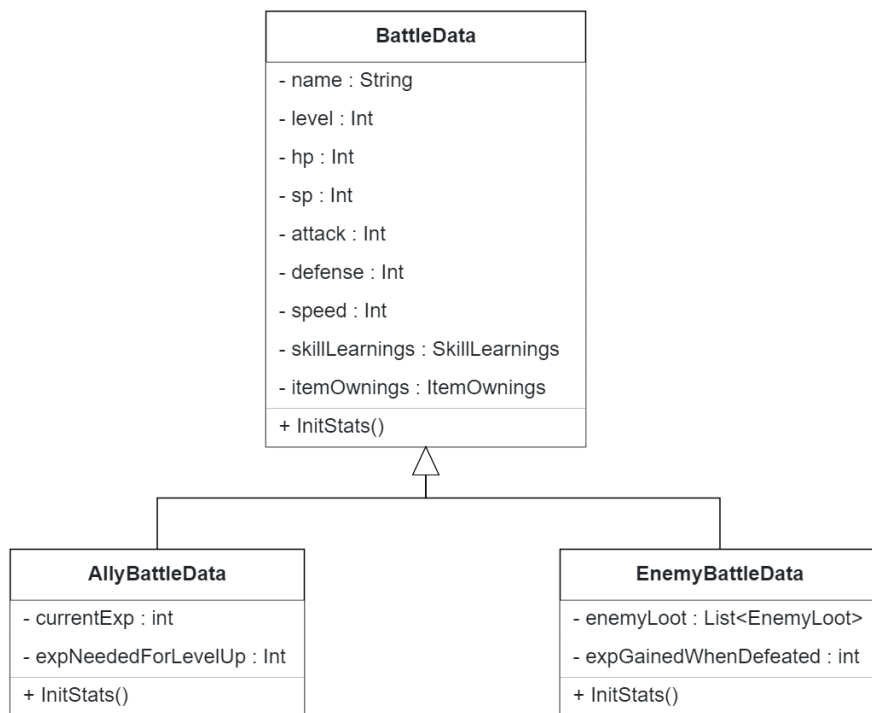 BattleData
- name : String
- level : Int
- hp : Int
- sp : Int
- attack : Int
- defense : Int
- speed : Int
- skillLearnings : SkillLearnings
- itemOwnings : ItemOwnings
+ InitStats()
AllyBattleData
- currentExp : int
- expNeededForLevelUp : Int
+ InitStats()
EnemyBattleData
- enemyLoot : List<EnemyLoot>
- expGainedWhenDefeated : int
+ InitStats()